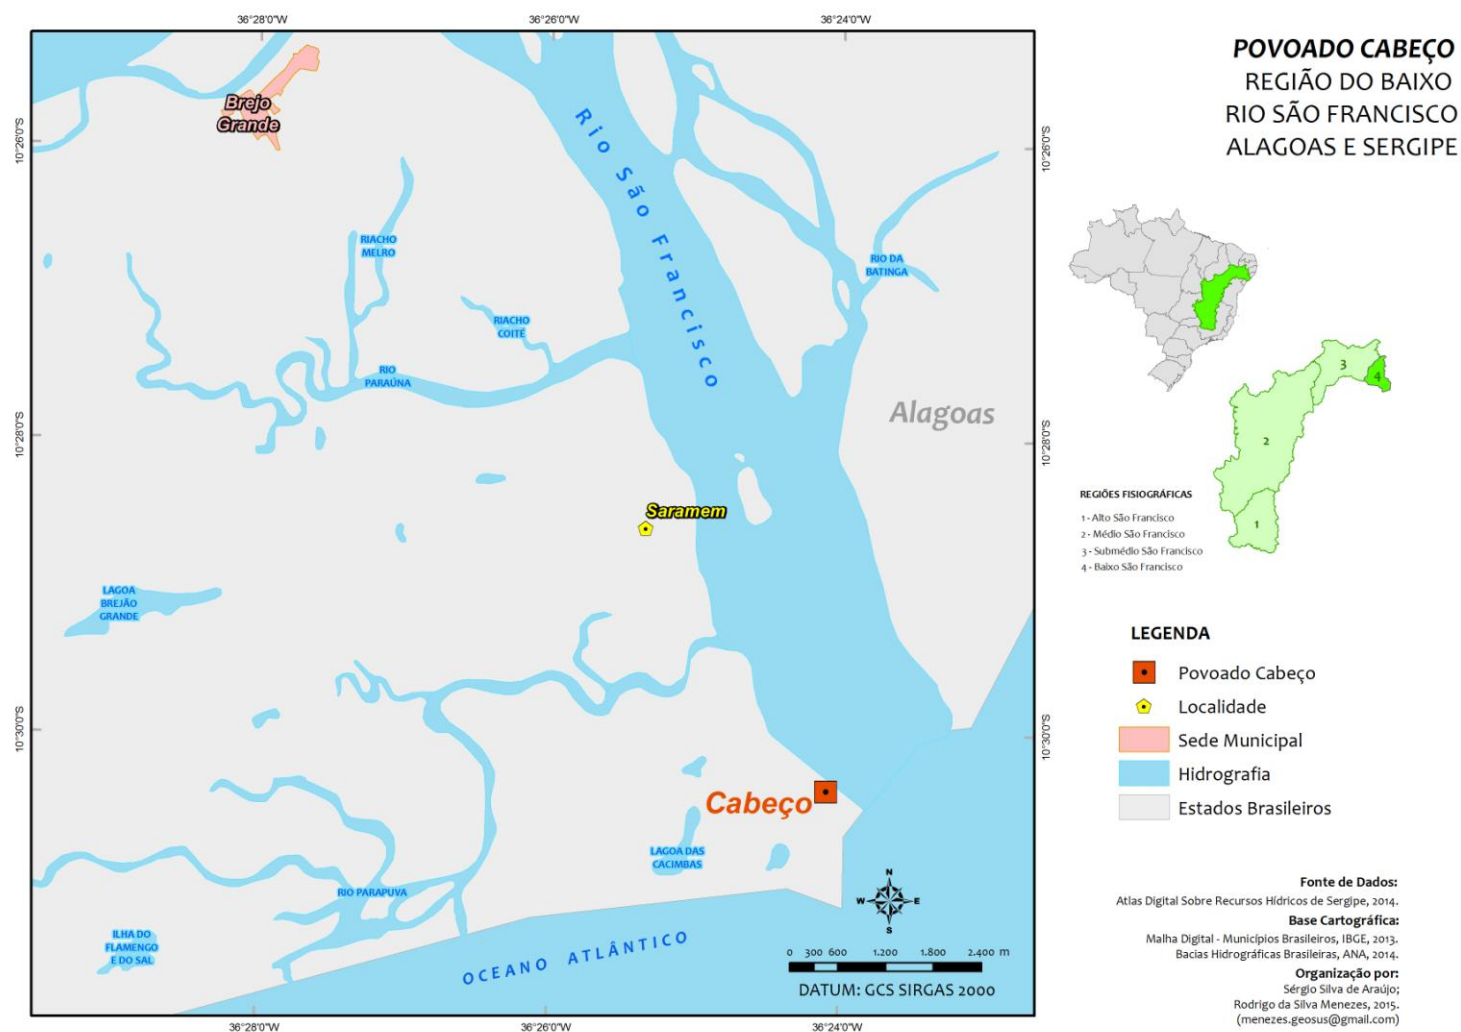 36°28'0"W
36°26'0"W
36°24'0"W
POVOADO CABEÇO
REGIÃO DO BAIXO
RIO SÃO FRANCISCO
ALAGOAS E SERGIPE
Brejo
Grande
10°26'0"S
10°26'0"S
Rio São Francisco
RIACHO
MELRO
RIO DA
BATINGA
RIACHO
COITÉ
RIO
PARAÚNA
Alagoas
10°28'0"S
10°28'0"S
3
4
2
1
REGIÕES FISIOGRÁFICAS
1 - Alto São Francisco
2 - Médio São Francisco
3 - Submédio São Francisco
4 - Baixo São Francisco
Saramem
LAGOA
BREJÃO
GRANDE
LEGENDA
Povoado Cabeço
Localidade
Sede Municipal
Hidrografia
Estados Brasileiros
10°30'0"S
10°30'0"S
Cabeço
LAGOA DAS
CACIMBAS
RIO PARAPUVA
ILHA DO
FLAMENGO
E DO SAL
OCEANO ATLÂNTICO
N
W E
S
0 300 600 1.200 1.800 2.400 m
DATUM: GCS SIRGAS 2000
Fonte de Dados:
Atlas Digital Sobre Recursos Hídricos de Sergipe, 2014.
Base Cartográfica:
Malha Digital - Municípios Brasileiros, IBGE, 2013.
Bacias Hidrográficas Brasileiras, ANA, 2014.
Organização por:
Sérgio Silva de Araújo;
Rodrigo da Silva Menezes, 2015.
(menezes.geosus@gmail.com)
36°28'0"W
36°26'0"W
36°24'0"W